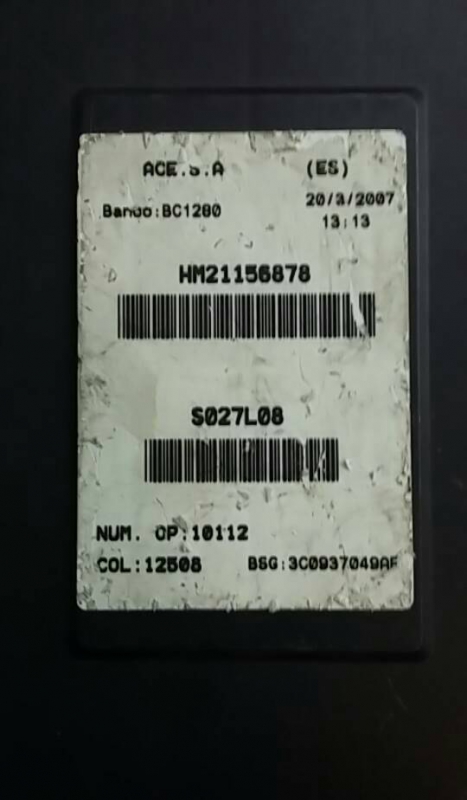 ACE.S.A (ES)
Banco:BC1280 20/3/2007
13:13
HM21156878
S027L08
NUM. OP:10112
COL:12508 BSG:3C0937049AF